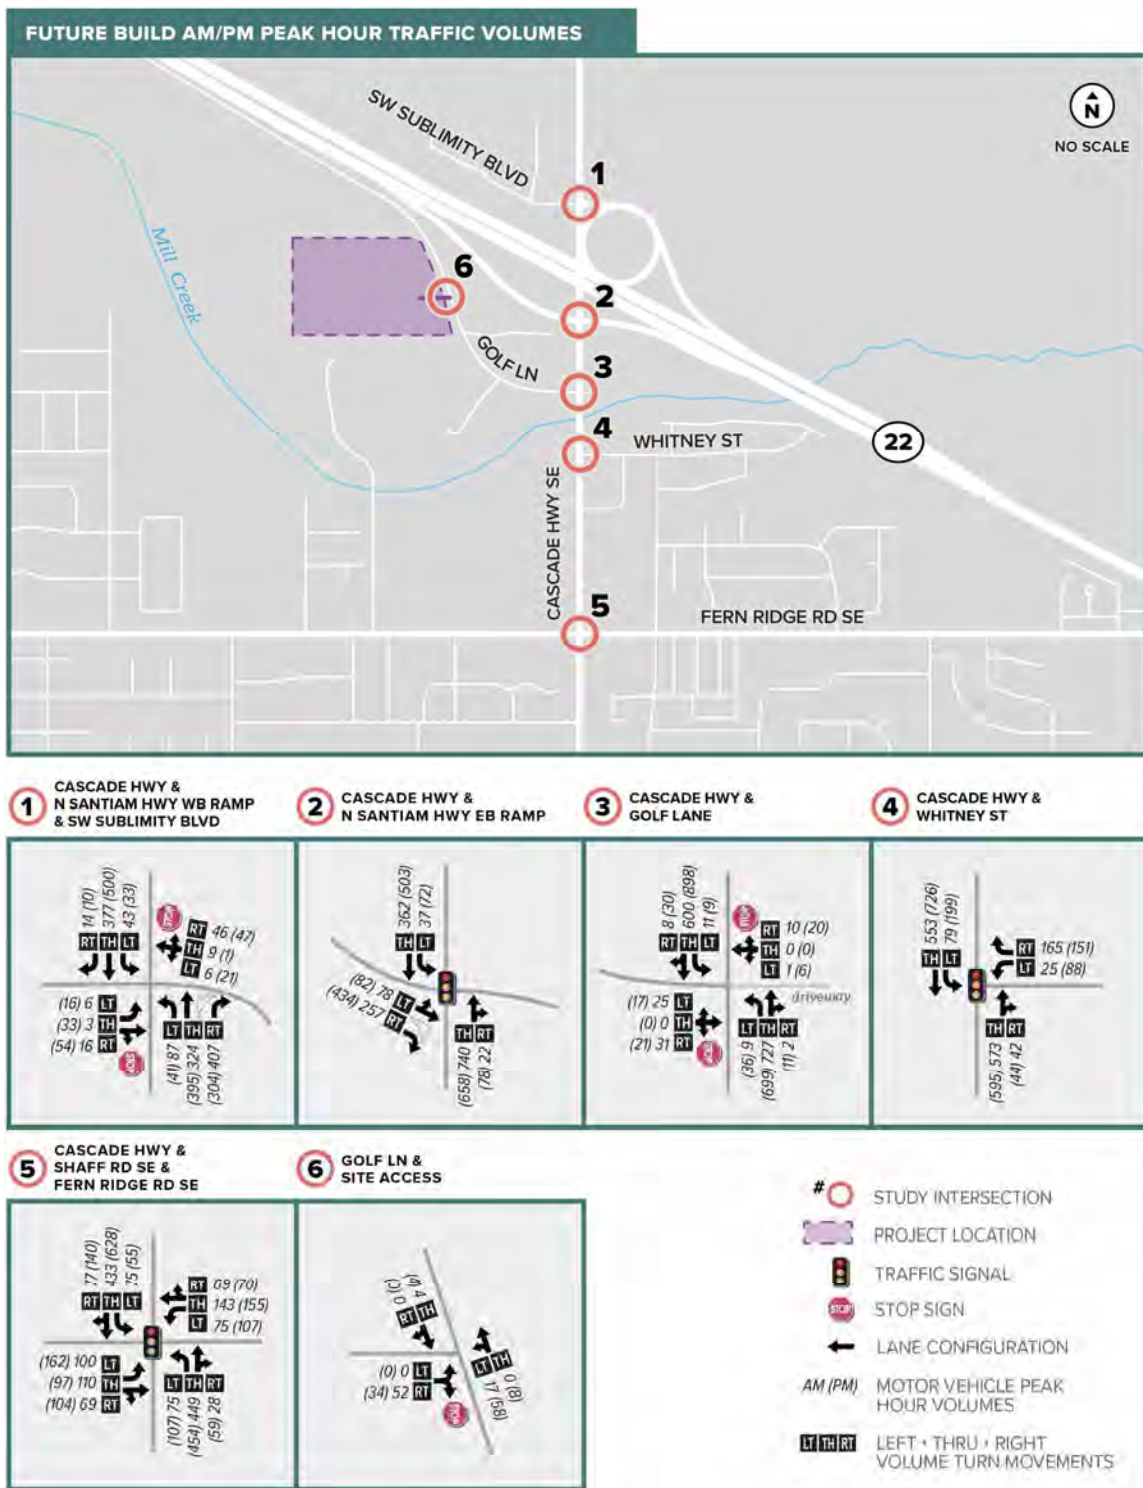 FUTURE BUILD AM/PM PEAK HOUR TRAFFIC VOLUMES
N
NO SCALE
SW SUBLIMITY BLVD
1
Mill Creek
6
2
GOLF LN
3
4
WHITNEY ST
22
CASCADE HWY SE
5
FERN RIDGE RD SE
1
CASCADE HWY &
N SANTIAM HWY WB RAMP
& SW SUBLIMITY BLVD
14 (10)
377 (500)
43 (33)
RT TH LT
STOP
RT 46 (47)
TH 9 (1)
LT 6 (21)
(16) 6 LT
(33) 3 TH
(54) 16 RT
STOP
LT TH RT
(41) 87
(395) 324
(304) 407
2
CASCADE HWY &
N SANTIAM HWY EB RAMP
362 (503)
37 (72)
TH LT
(82) 78 LT
(434) 257 RT
TH RT
(658) 740
(78) 22
3
CASCADE HWY &
GOLF LANE
8 (30)
600 (898)
11 (9)
RT TH LT
STOP
RT 10 (20)
TH 0 (0)
LT 1 (6)
driveway
(17) 25 LT
(0) 0 TH
(21) 31 RT
STOP
LT TH RT
(36) 9
(699) 727
(11) 2
4
CASCADE HWY &
WHITNEY ST
553 (726)
79 (199)
TH LT
RT 165 (151)
LT 25 (88)
TH RT
(595) 573
(44) 42
5
CASCADE HWY &
SHAFF RD SE &
FERN RIDGE RD SE
(140)
(628)
(55)
RT TH LT
RT (70)
TH 143 (155)
LT 75 (107)
(162) 100 LT
(97) 110 TH
(104) 69 RT
LT TH RT
(107) 75
(454) 449
(59) 28
6
GOLF LN &
SITE ACCESS
(0) 0
(4) 4
RT TH
(0) 0 LT
(34) 52 RT
STOP
LT TH
17 (58)
0 (8)
# STUDY INTERSECTION
PROJECT LOCATION
TRAFFIC SIGNAL
STOP STOP SIGN
LANE CONFIGURATION
AM (PM) MOTOR VEHICLE PEAK
HOUR VOLUMES
LT TH RT LEFT • THRU • RIGHT
VOLUME TURN MOVEMENTS